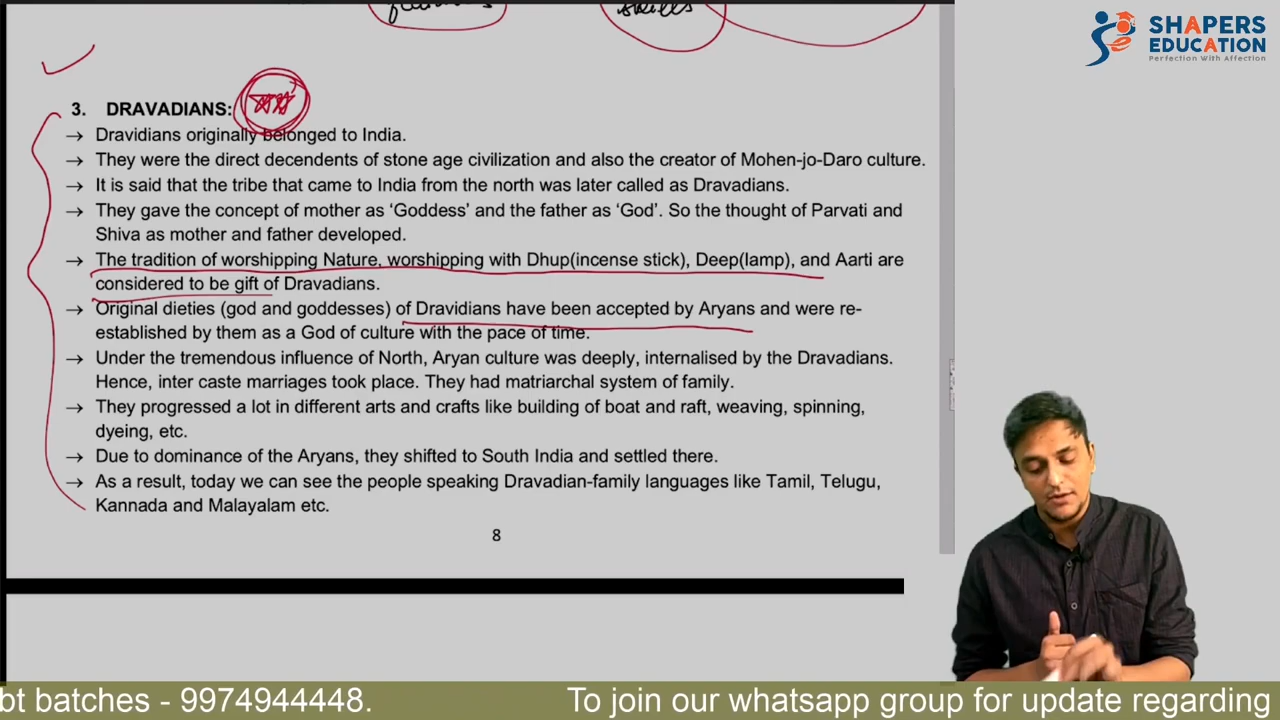 skills
SHAPERS
EDUCATION
Perfection With Affection
3. DRAVADIANS:
→ Dravidians originally belonged to India.
→ They were the direct decendents of stone age civilization and also the creator of Mohen-jo-Daro culture.
→ It is said that the tribe that came to India from the north was later called as Dravadians.
→ They gave the concept of mother as ‘Goddess’ and the father as ‘God’. So the thought of Parvati and
Shiva as mother and father developed.
→ The tradition of worshipping Nature, worshipping with Dhup(incense stick), Deep(lamp), and Aarti are
considered to be gift of Dravadians.
→ Original dieties (god and goddesses) of Dravidians have been accepted by Aryans and were re-
established by them as a God of culture with the pace of time.
→ Under the tremendous influence of North, Aryan culture was deeply, internalised by the Dravadians.
Hence, inter caste marriages took place. They had matriarchal system of family.
→ They progressed a lot in different arts and crafts like building of boat and raft, weaving, spinning,
dyeing, etc.
→ Due to dominance of the Aryans, they shifted to South India and settled there.
→ As a result, today we can see the people speaking Dravadian-family languages like Tamil, Telugu,
Kannada and Malayalam etc.
8
bt batches - 9974944448. To join our whatsapp group for update regarding